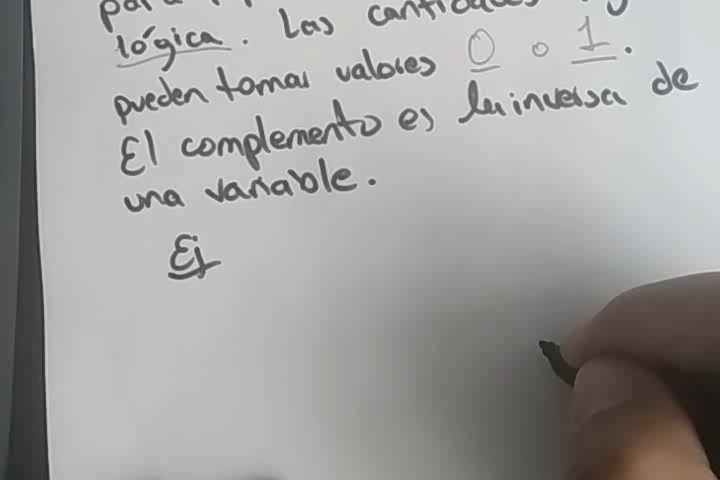 lógica. Las
pueden tomar valores 0 o 1.
El complemento es la inversa de
una variable.
Ej